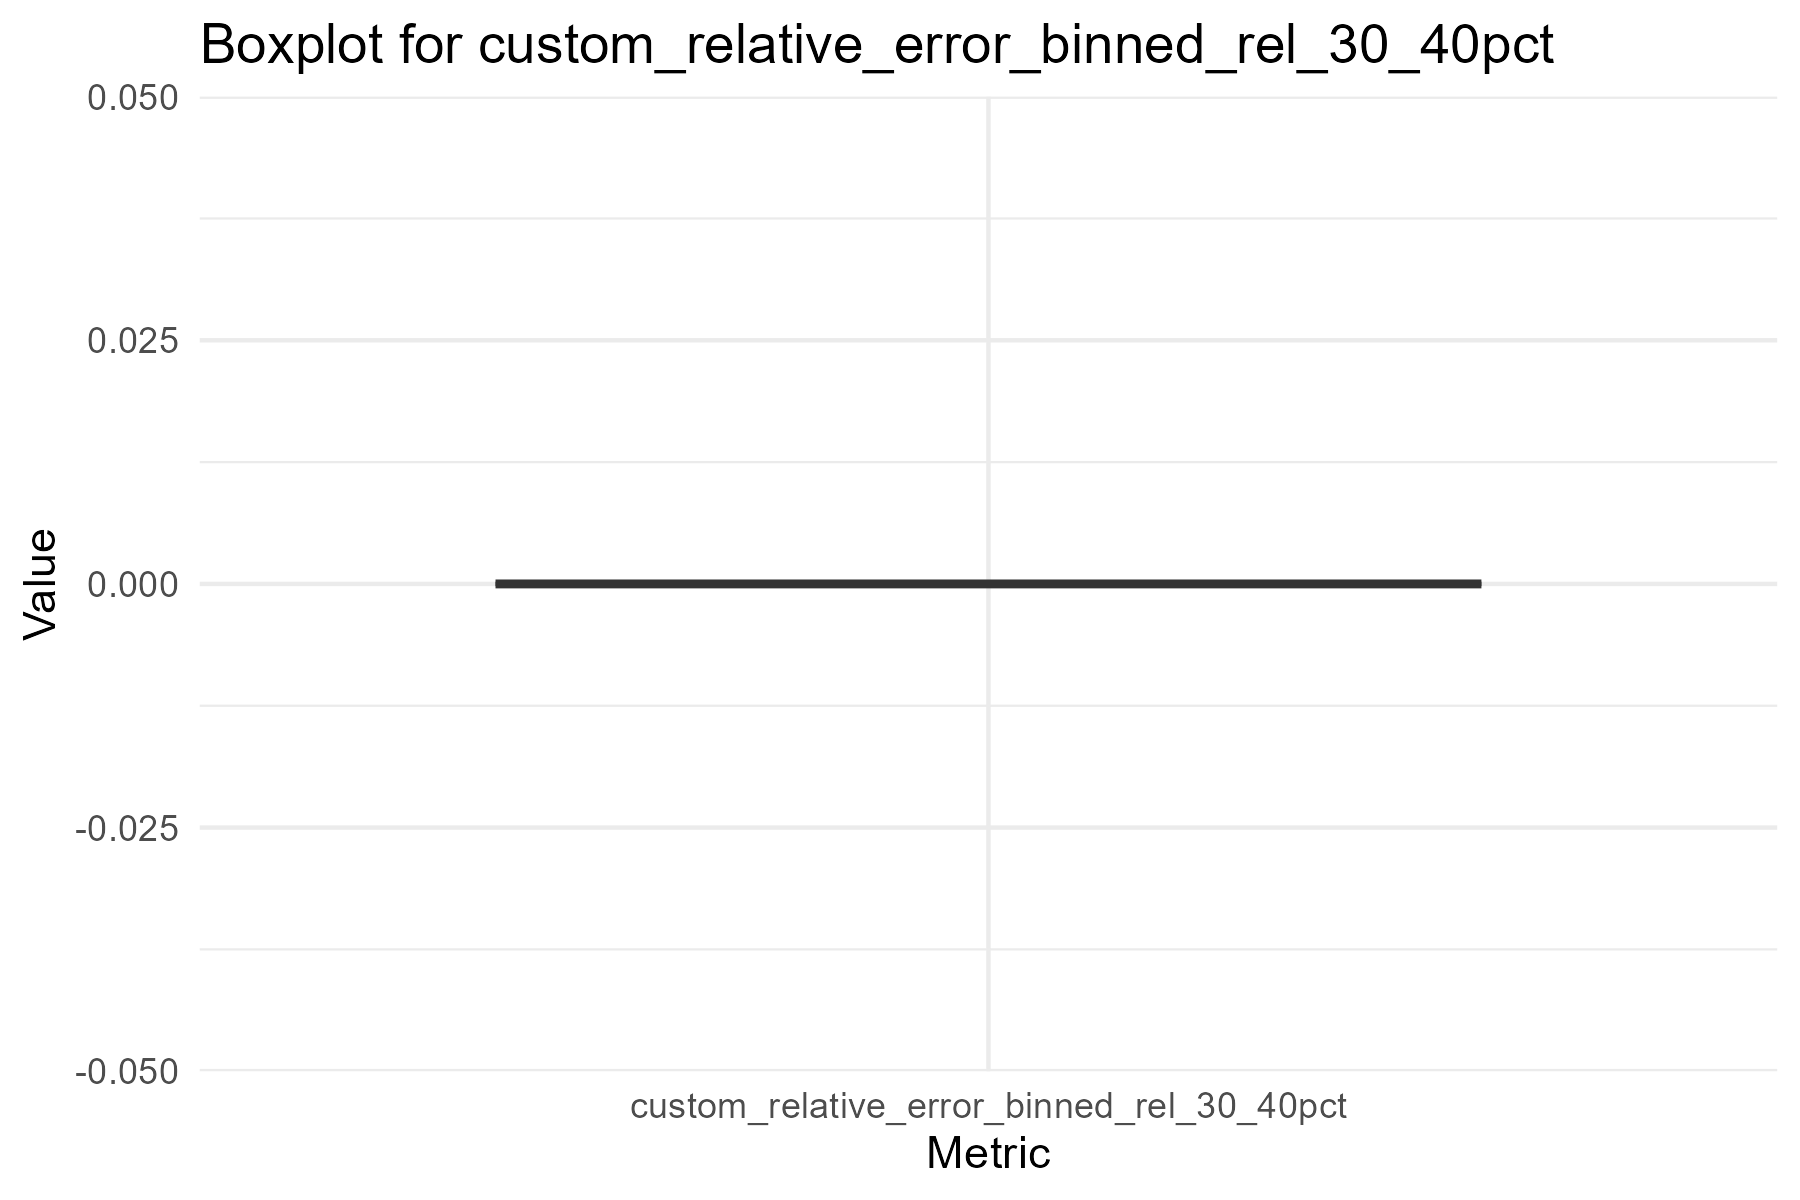 Boxplot for custom_relative_error_binned_rel_30_40pct
0.050
0.025
0.000
-0.025
-0.050
Value
custom_relative_error_binned_rel_30_40pct
Metric